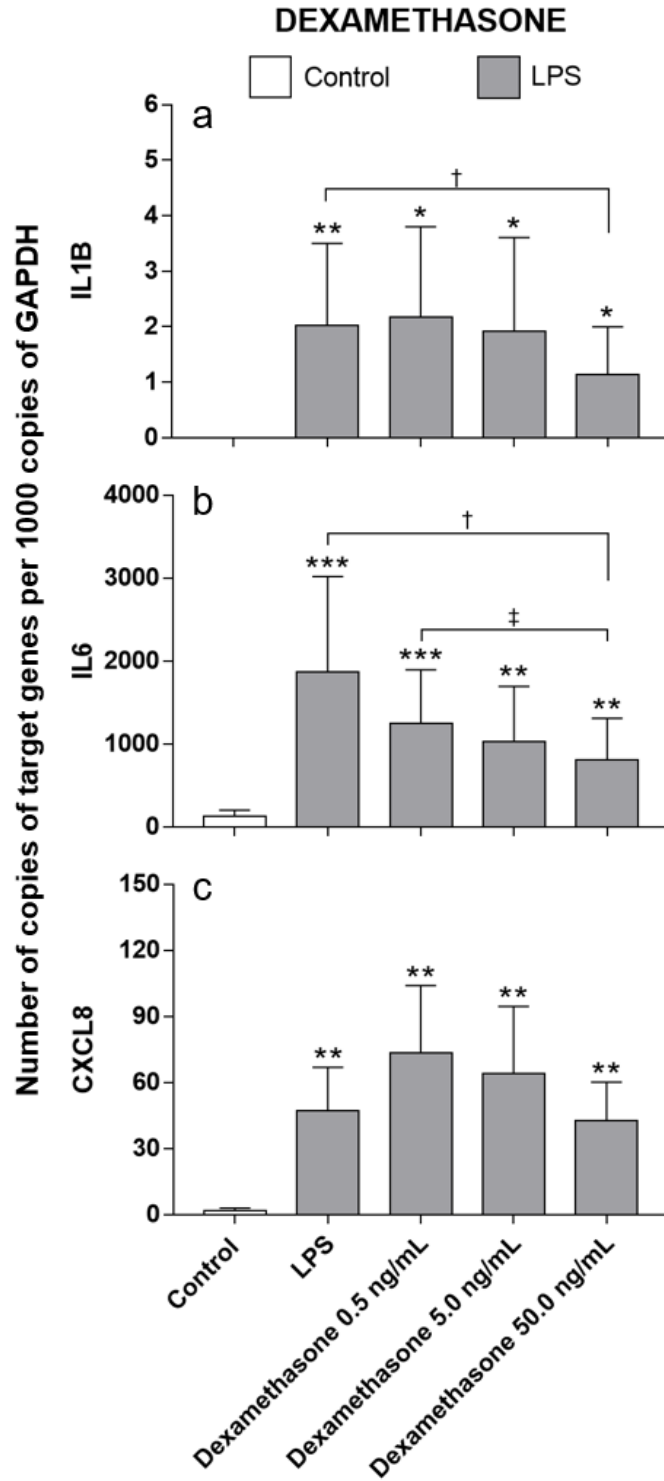 DEXAMETHASONE
Control
LPS
Number of copies of target genes per 1000 copies of GAPDH
a
IL1B
6
5
4
3
2
1
0
†
**
*
*
*
b
IL6
4000
3000
2000
1000
0
†
***
‡
***
**
**
c
CXCL8
150
120
90
60
30
0
**
**
**
**
Control
LPS
Dexamethasone 0.5 ng/mL
Dexamethasone 5.0 ng/mL
Dexamethasone 50.0 ng/mL